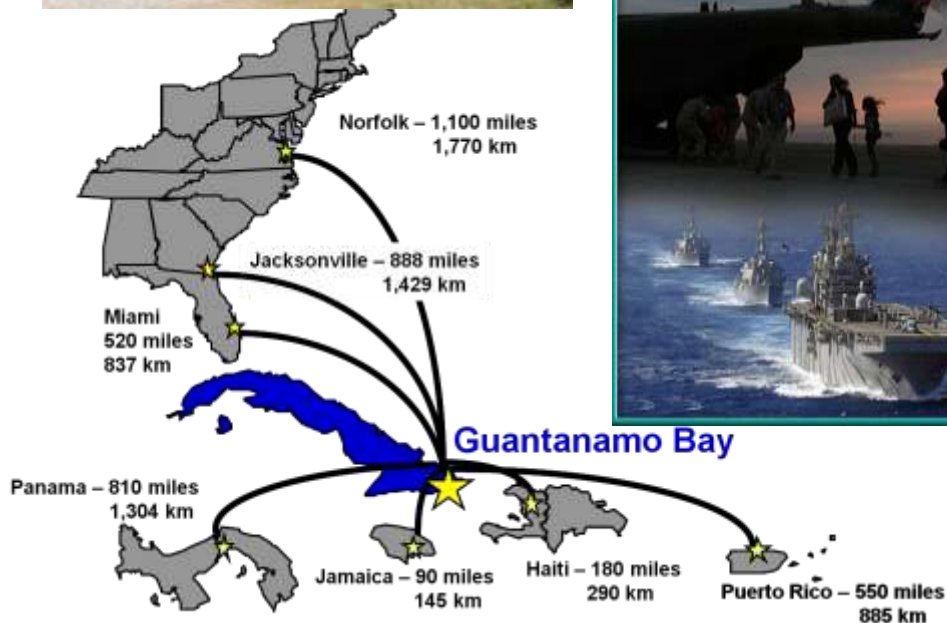 Norfolk – 1,100 miles
1,770 km
Jacksonville – 888 miles
1,429 km
Miami
520 miles
837 km
Guantanamo Bay
Panama – 810 miles
1,304 km
Jamaica – 90 miles
145 km
Haiti – 180 miles
290 km
Puerto Rico – 550 miles
885 km